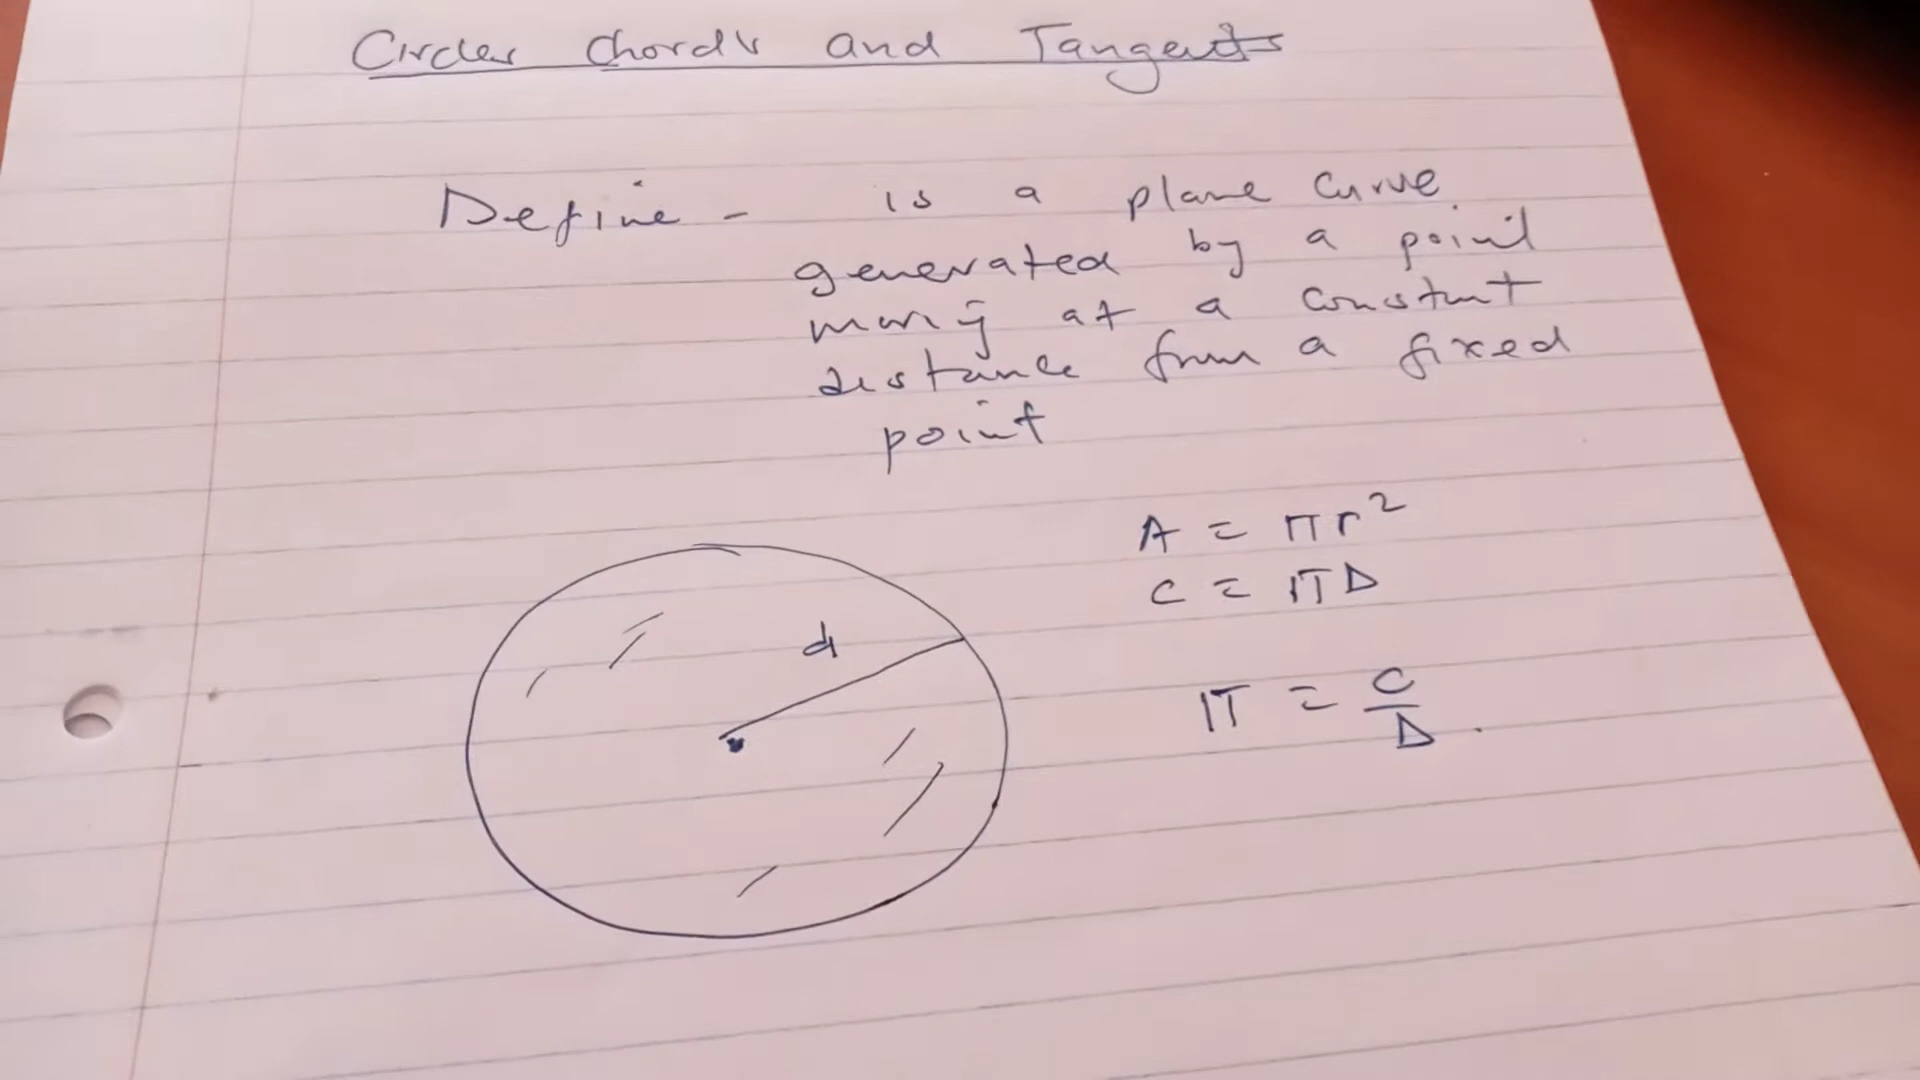 Circles Chords and Tangents
Define - is a plane curve
generated by a point
moving at a constant
distance from a fixed
point
A = πr²
C = πD
d
π = C/D